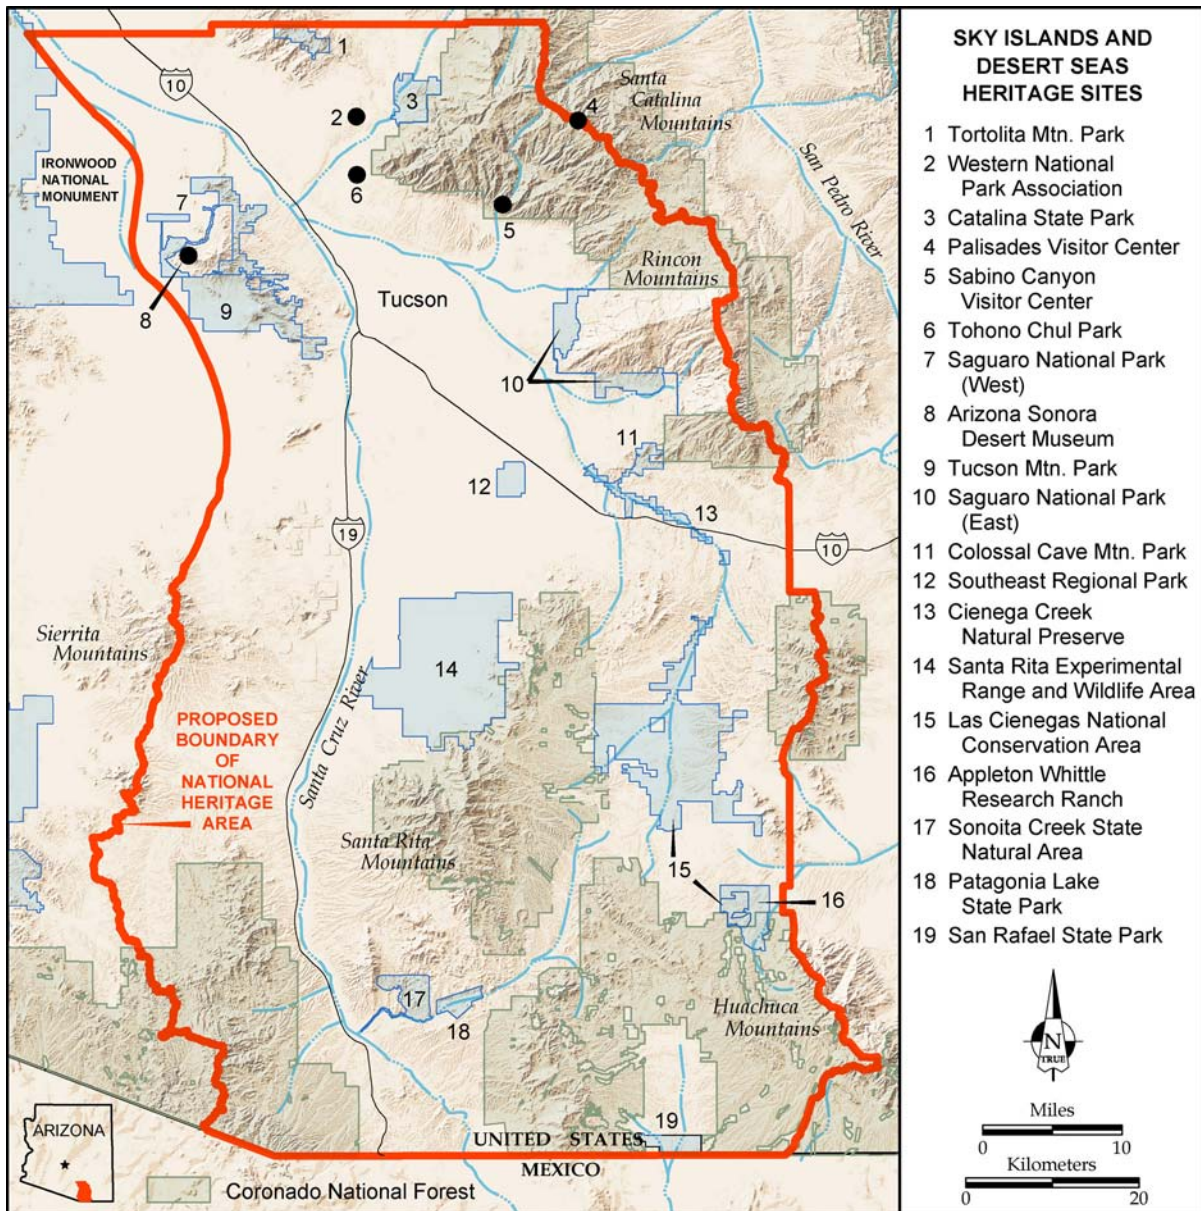 1
10
2
3
Santa
Catalina
Mountains
4
San Pedro River
IRONWOOD
NATIONAL
MONUMENT
7
6
5
Rincon
Mountains
8
9
Tucson
10
11
12
13
19
10
Sierrita
Mountains
14
Santa Cruz River
PROPOSED
BOUNDARY
OF
NATIONAL
HERITAGE
AREA
Santa Rita
Mountains
15
16
17
18
Huachuca
Mountains
19
UNITED STATES
MEXICO
ARIZONA
Coronado National Forest
SKY ISLANDS AND
DESERT SEAS
HERITAGE SITES
1 Tortolita Mtn. Park
2 Western National
Park Association
3 Catalina State Park
4 Palisades Visitor Center
5 Sabino Canyon
Visitor Center
6 Tohono Chul Park
7 Saguaro National Park
(West)
8 Arizona Sonora
Desert Museum
9 Tucson Mtn. Park
10 Saguaro National Park
(East)
11 Colossal Cave Mtn. Park
12 Southeast Regional Park
13 Cienega Creek
Natural Preserve
14 Santa Rita Experimental
Range and Wildlife Area
15 Las Cienegas National
Conservation Area
16 Appleton Whittle
Research Ranch
17 Sonoita Creek State
Natural Area
18 Patagonia Lake
State Park
19 San Rafael State Park
N
TRUE
Miles
0 10
Kilometers
0 20